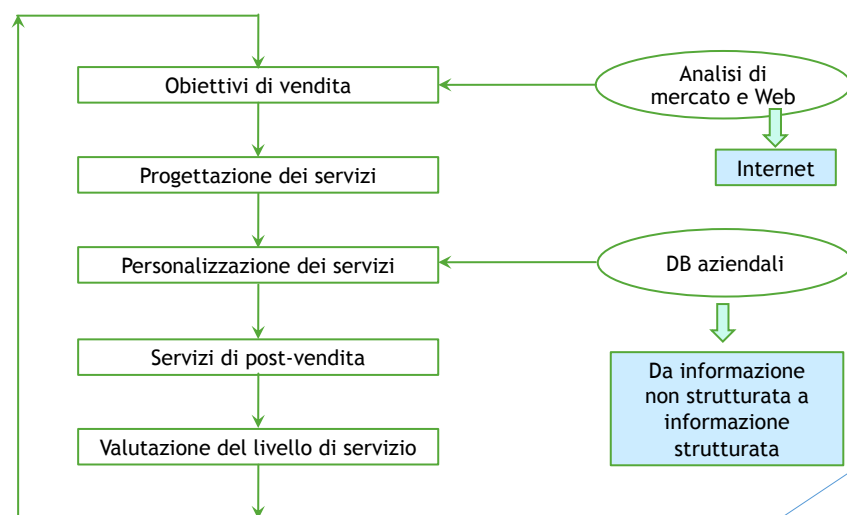 Obiettivi di vendita
Analisi di
mercato e Web
Internet
Progettazione dei servizi
Personalizzazione dei servizi
DB aziendali
Servizi di post-vendita
Da informazione
non strutturata a
informazione
strutturata
Valutazione del livello di servizio